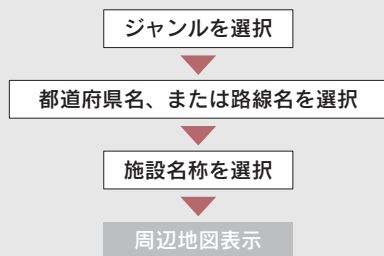 ジャンルを選択
都道府県名、または路線名を選択
施設名称を選択
周辺地図表示